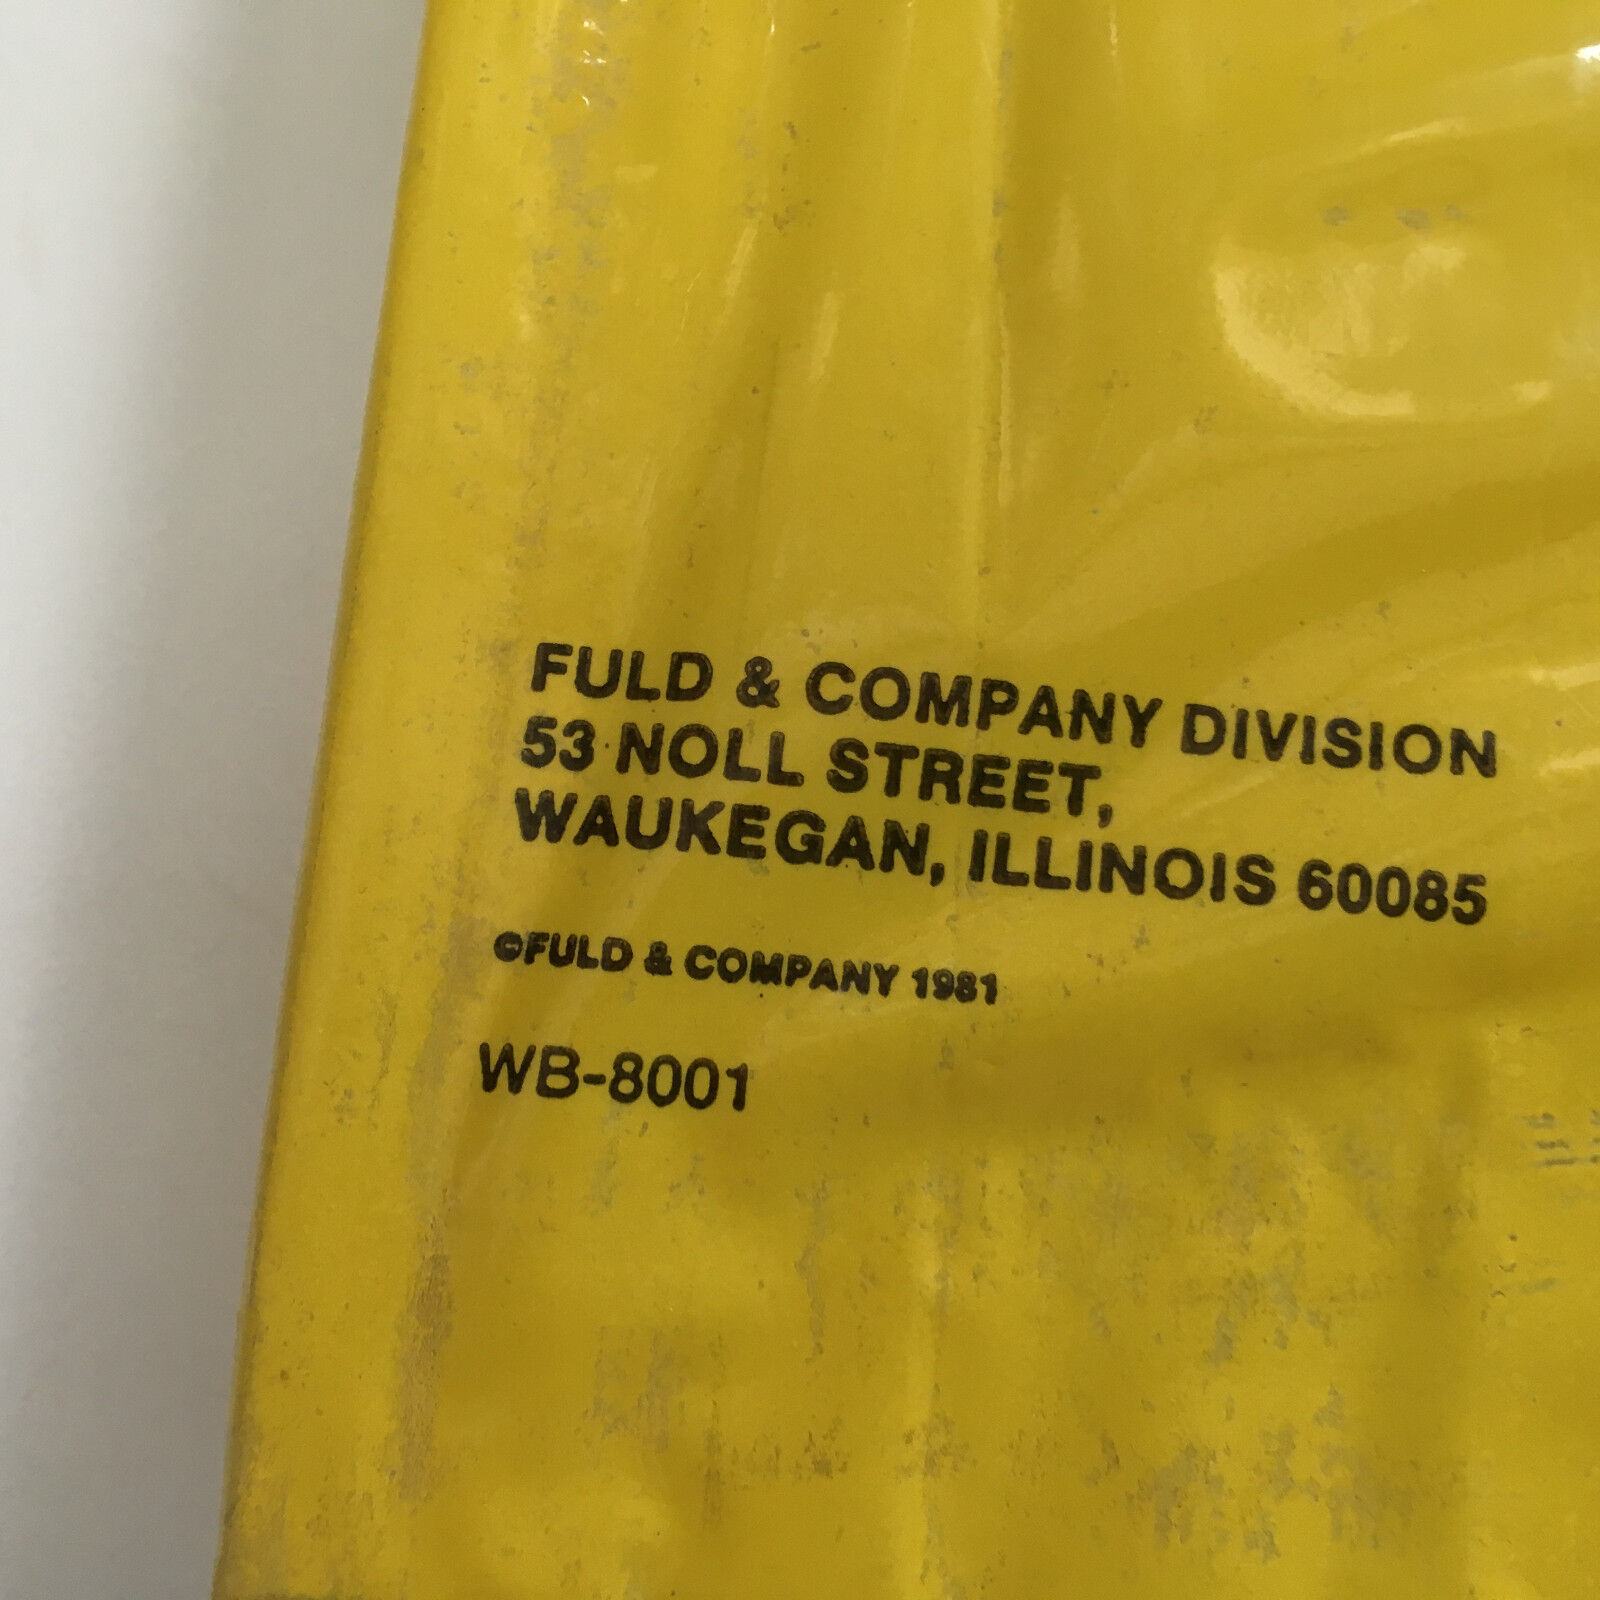 FULD & COMPANY DIVISION
53 NOLL STREET,
WAUKEGAN, ILLINOIS 60085
©FULD & COMPANY 1981
WB-8001